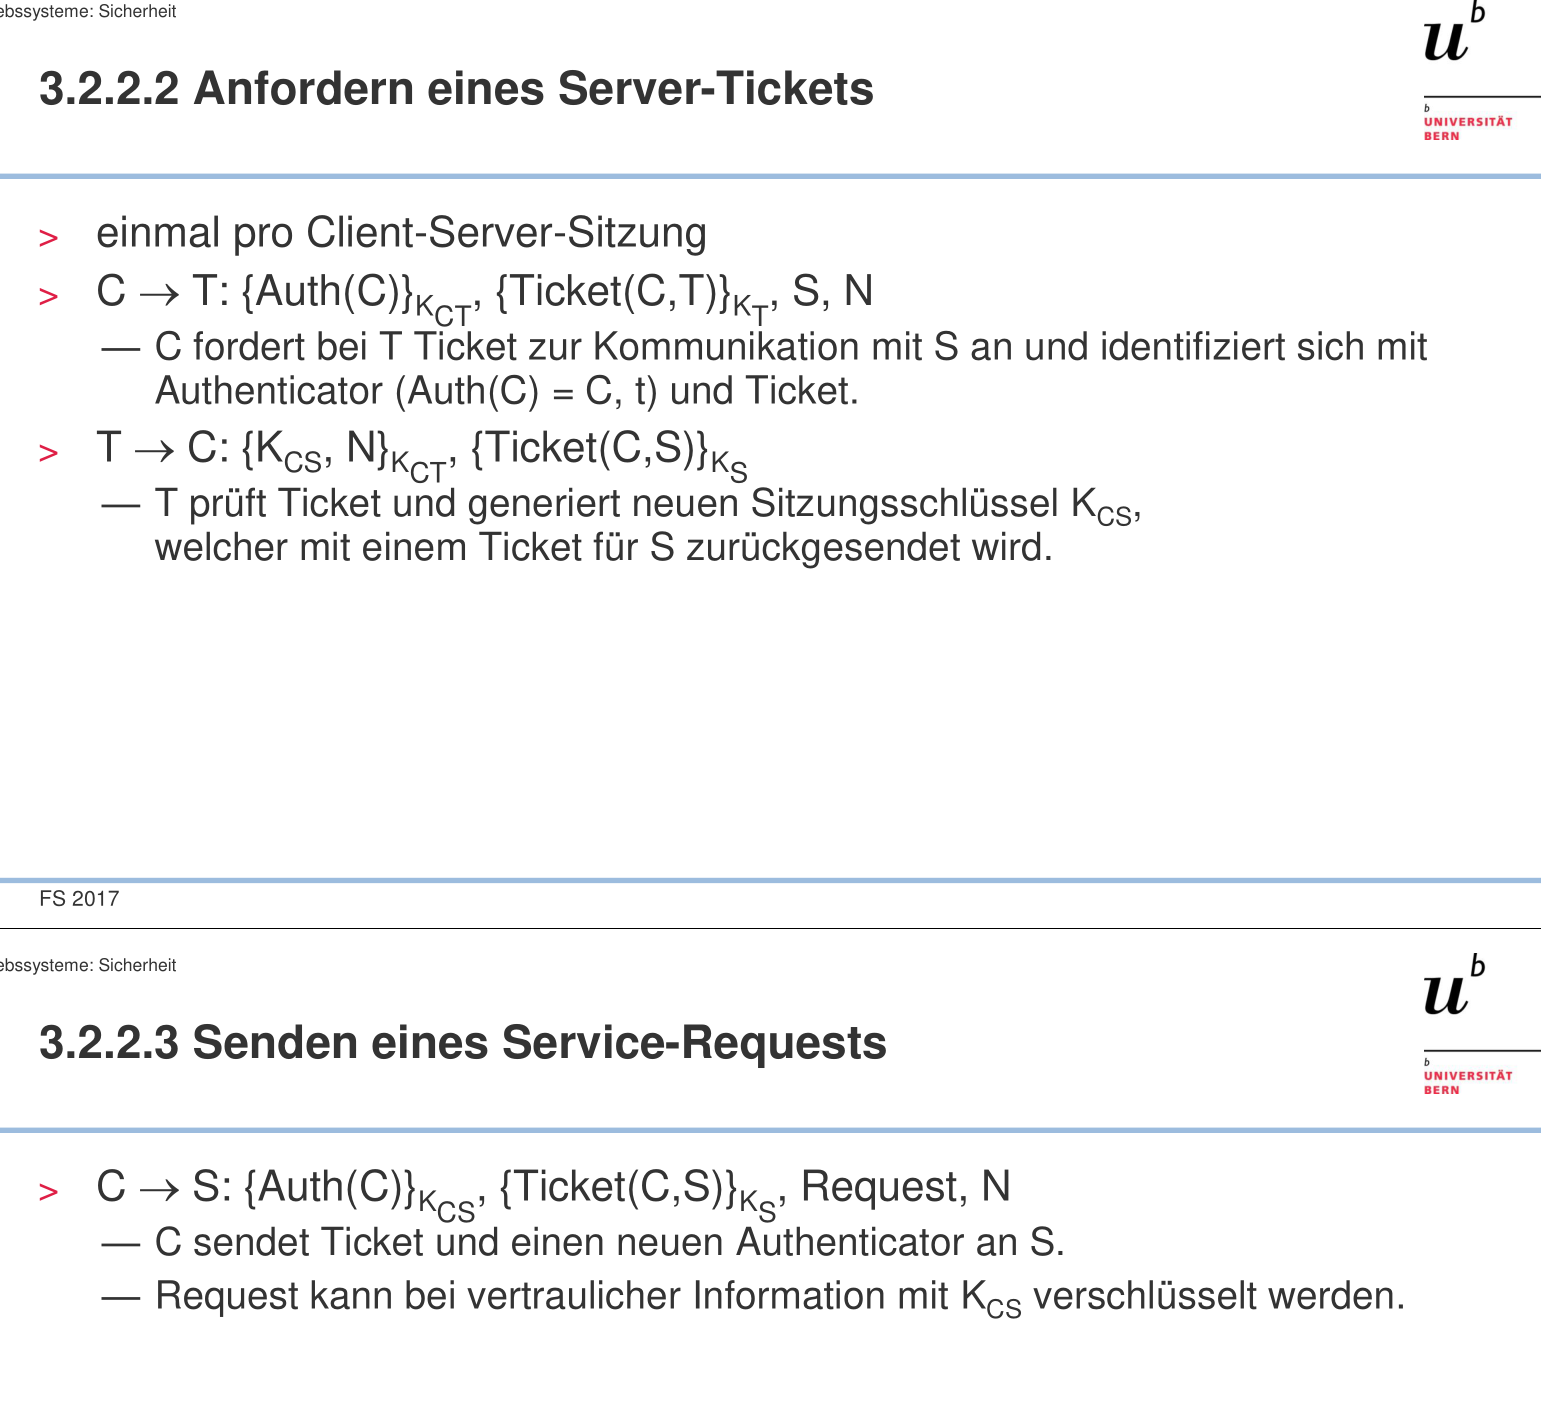 ebssysteme: Sicherheit
u^b
3.2.2.2 Anfordern eines Server-Tickets
b
UNIVERSITÄT
BERN
> einmal pro Client-Server-Sitzung
> C → T: {Auth(C)}_{K_{CT}}, {Ticket(C,T)}_{K_T}, S, N
— C fordert bei T Ticket zur Kommunikation mit S an und identifiziert sich mit
Authenticator (Auth(C) = C, t) und Ticket.
> T → C: {K_{CS}, N}_{K_{CT}}, {Ticket(C,S)}_{K_S}
— T prüft Ticket und generiert neuen Sitzungsschlüssel K_{CS},
welcher mit einem Ticket für S zurückgesendet wird.
FS 2017
ebssysteme: Sicherheit
u^b
3.2.2.3 Senden eines Service-Requests
b
UNIVERSITÄT
BERN
> C → S: {Auth(C)}_{K_{CS}}, {Ticket(C,S)}_{K_S}, Request, N
— C sendet Ticket und einen neuen Authenticator an S.
— Request kann bei vertraulicher Information mit K_{CS} verschlüsselt werden.